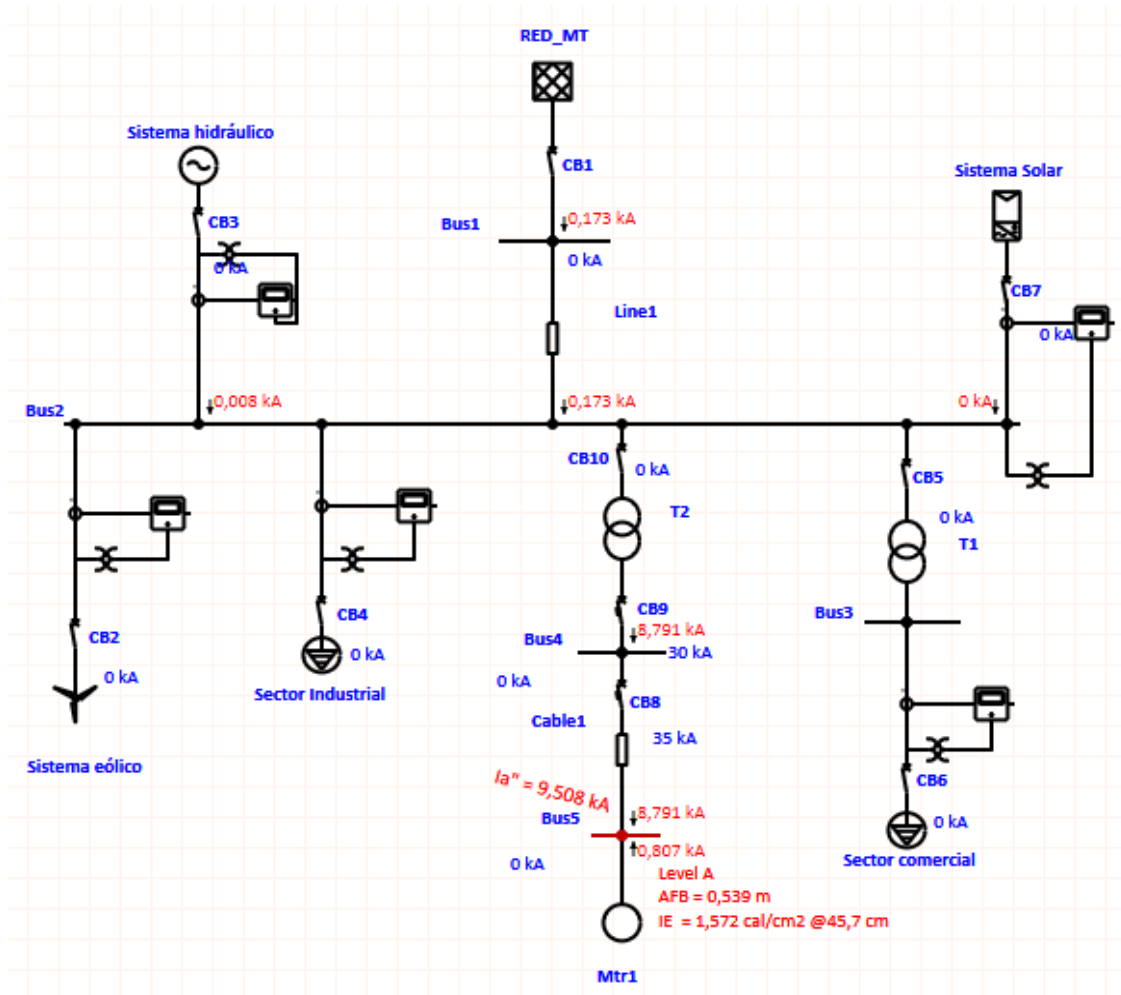 RED_MT
Sistema hidráulico
CB1
Sistema Solar
CB3
Bus1
0,173 kA
0 kA
0 kA
CB7
Line1
0 kA
Bus2
0,008 kA
0,173 kA
0 kA
CB10
0 kA
CB5
T2
0 kA
T1
CB2
CB4
CB9
Bus3
8,791 kA
Bus4
30 kA
0 kA
0 kA
0 kA
CB8
Sector Industrial
Cable1
35 kA
Sistema eólico
Ia" = 9,508 kA
CB6
Bus5
8,791 kA
0 kA
0,807 kA
0 kA
Sector comercial
Level A
AFB = 0,539 m
IE = 1,572 cal/cm2 @45,7 cm
Mtr1